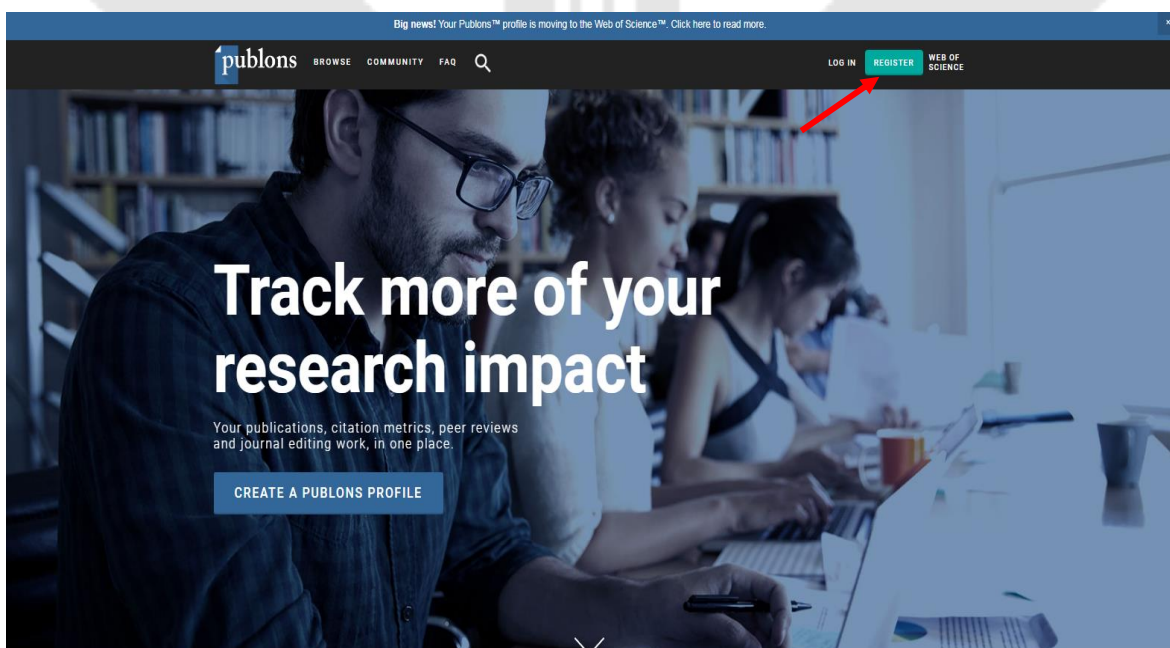 Big news! Your Publons™ profile is moving to the Web of Science™. Click here to read more.
x
publons BROWSE COMMUNITY FAQ LOG IN REGISTER WEB OF SCIENCE
Track more of your
research impact
Your publications, citation metrics, peer reviews
and journal editing work, in one place.
CREATE A PUBLONS PROFILE